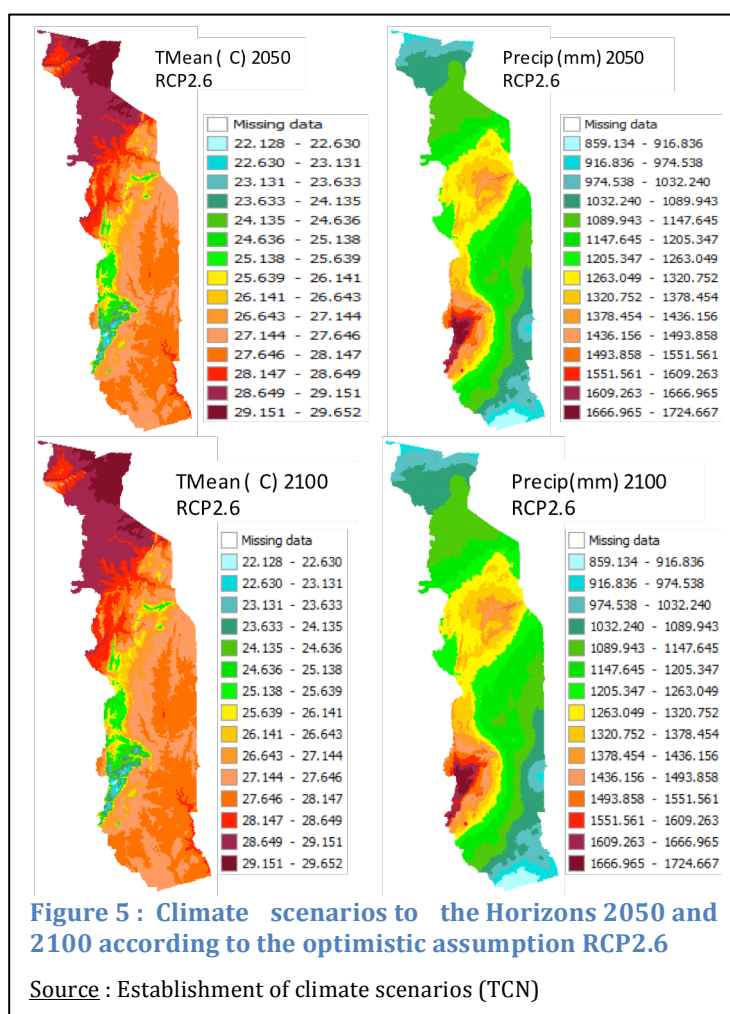 TMean ( C) 2050
RCP2.6
Missing data
22.128 - 22.630
22.630 - 23.131
23.131 - 23.633
23.633 - 24.135
24.135 - 24.636
24.636 - 25.138
25.138 - 25.639
25.639 - 26.141
26.141 - 26.643
26.643 - 27.144
27.144 - 27.646
27.646 - 28.147
28.147 - 28.649
28.649 - 29.151
29.151 - 29.652
Precip (mm) 2050
RCP2.6
Missing data
859.134 - 916.836
916.836 - 974.538
974.538 - 1032.240
1032.240 - 1089.943
1089.943 - 1147.645
1147.645 - 1205.347
1205.347 - 1263.049
1263.049 - 1320.752
1320.752 - 1378.454
1378.454 - 1436.156
1436.156 - 1493.858
1493.858 - 1551.561
1551.561 - 1609.263
1609.263 - 1666.965
1666.965 - 1724.667
TMean ( C) 2100
RCP2.6
Missing data
22.128 - 22.630
22.630 - 23.131
23.131 - 23.633
23.633 - 24.135
24.135 - 24.636
24.636 - 25.138
25.138 - 25.639
25.639 - 26.141
26.141 - 26.643
26.643 - 27.144
27.144 - 27.646
27.646 - 28.147
28.147 - 28.649
28.649 - 29.151
29.151 - 29.652
Precip(mm) 2100
RCP2.6
Missing data
859.134 - 916.836
916.836 - 974.538
974.538 - 1032.240
1032.240 - 1089.943
1089.943 - 1147.645
1147.645 - 1205.347
1205.347 - 1263.049
1263.049 - 1320.752
1320.752 - 1378.454
1378.454 - 1436.156
1436.156 - 1493.858
1493.858 - 1551.561
1551.561 - 1609.263
1609.263 - 1666.965
1666.965 - 1724.667
Figure 5 : Climate scenarios to the Horizons 2050 and
2100 according to the optimistic assumption RCP2.6
Source : Establishment of climate scenarios (TCN)